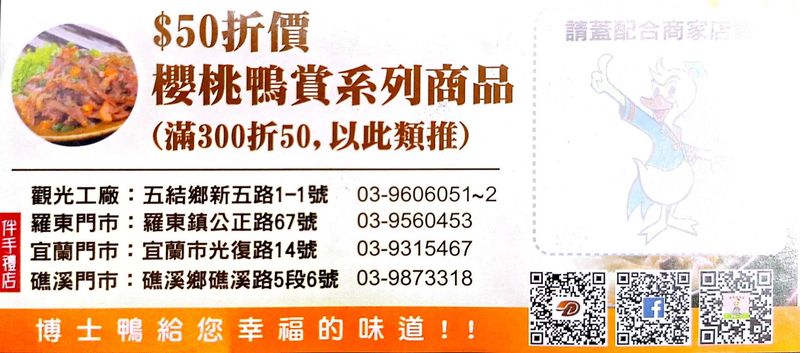 $50折價
櫻桃鴨賞系列商品
(滿300折50,以此類推)
請蓋配合商家店
觀光工廠：五結鄉新五路1-1號 03-9606051~2
羅東門市：羅東鎮公正路67號 03-9560453
宜蘭門市：宜蘭市光復路14號 03-9315467
礁溪門市：礁溪鄉礁溪路5段6號 03-9873318
伴手禮店
博士鴨給您幸福的味道!!